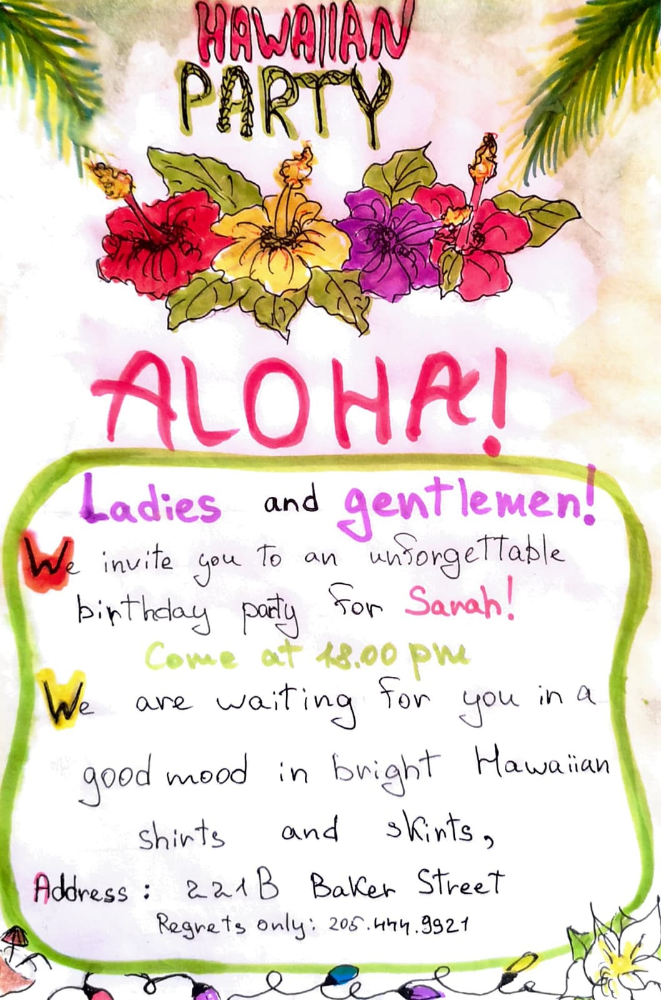 HAWAIIAN
PARTY
ALOHA!
Ladies and gentlemen!
We invite you to an unforgettable
birthday party for Sarah!
Come at 18.00 pm
We are waiting for you in a
good mood in bright Hawaiian
shirts and skirts,
Address: 221B Baker Street
Regrets only: 205.444.9921